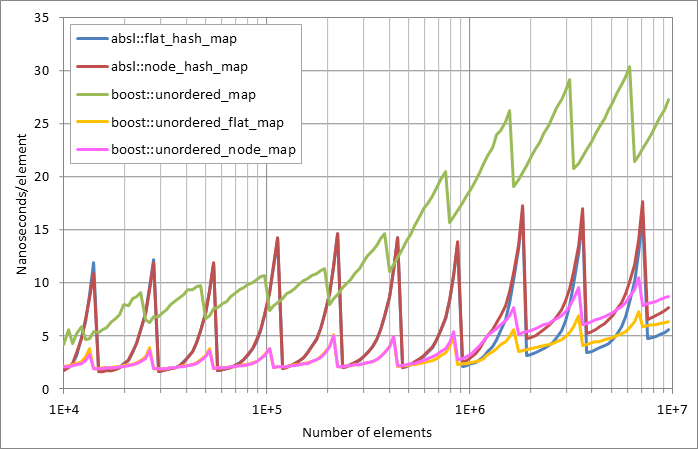 35
30
25
20
15
10
5
0
Nanoseconds/element
absl::flat_hash_map
absl::node_hash_map
boost::unordered_map
boost::unordered_flat_map
boost::unordered_node_map
1E+4
1E+5
1E+6
1E+7
Number of elements